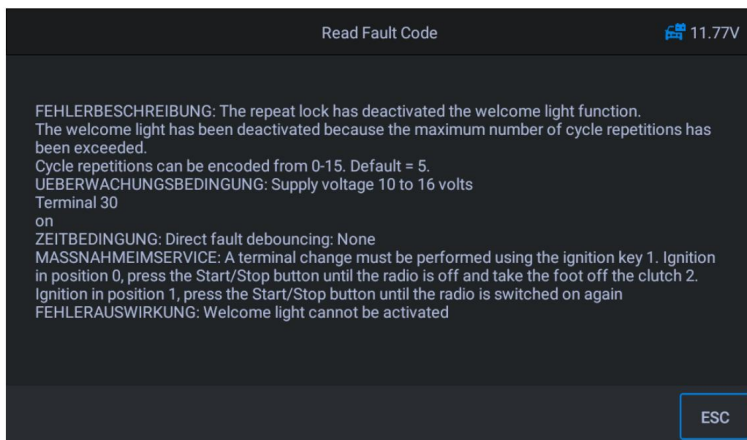 Read Fault Code
11.77V
FEHLERBESCHREIBUNG: The repeat lock has deactivated the welcome light function.
The welcome light has been deactivated because the maximum number of cycle repetitions has
been exceeded.
Cycle repetitions can be encoded from 0-15. Default = 5.
UEBERWACHUNGSBEDINGUNG: Supply voltage 10 to 16 volts
Terminal 30
on
ZEITBEDINGUNG: Direct fault debouncing: None
MASSNAHMEIMSERVICE: A terminal change must be performed using the ignition key 1. Ignition
in position 0, press the Start/Stop button until the radio is off and take the foot off the clutch 2.
Ignition in position 1, press the Start/Stop button until the radio is switched on again
FEHLERAUSWIRKUNG: Welcome light cannot be activated
ESC